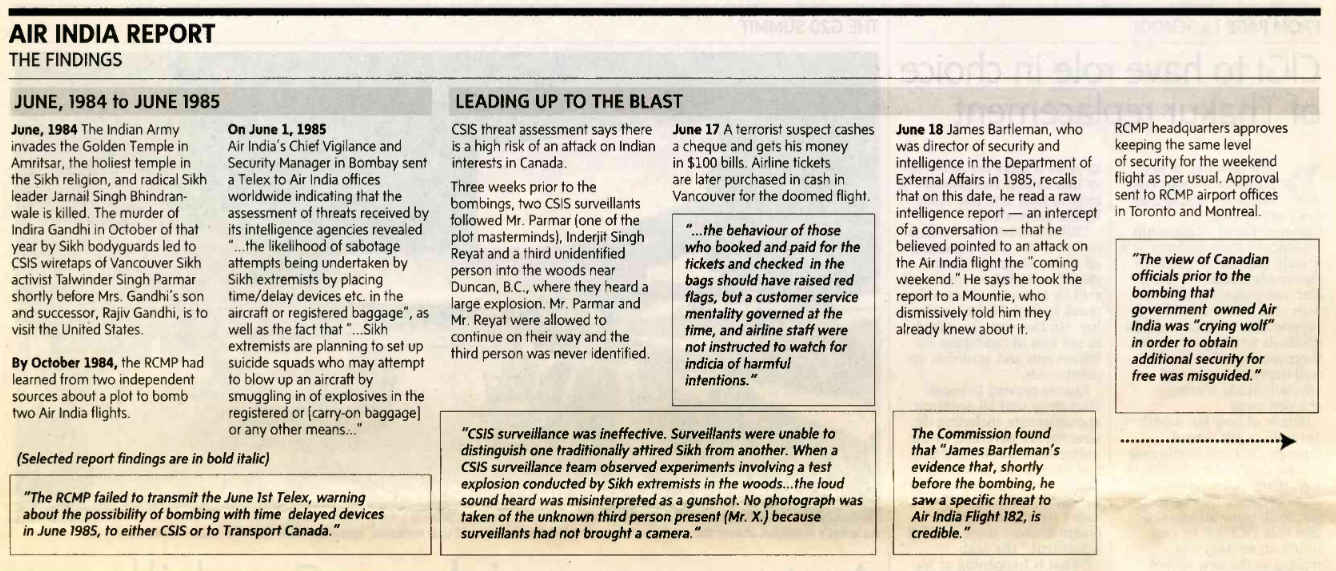 AIR INDIA REPORT
THE FINDINGS
JUNE, 1984 to JUNE 1985
June, 1984 The Indian Army
invades the Golden Temple in
Amritsar, the holiest temple in
the Sikh religion, and radical Sikh
leader Jarnail Singh Bhindran-
wale is killed. The murder of
Indira Gandhi in October of that
year by Sikh bodyguards led to
CSIS wiretaps of Vancouver Sikh
activist Talwinder Singh Parmar
shortly before Mrs. Gandhi's son
and successor, Rajiv Gandhi, is to
visit the United States.
By October 1984, the RCMP had
learned from two independent
sources about a plot to bomb
two Air India flights.
On June 1, 1985
Air India's Chief Vigilance and
Security Manager in Bombay sent
a Telex to Air India offices
worldwide indicating that the
assessment of threats received by
its intelligence agencies revealed
"...the likelihood of sabotage
attempts being undertaken by
Sikh extremists by placing
time/delay devices etc. in the
aircraft or registered baggage", as
well as the fact that "...Sikh
extremists are planning to set up
suicide squads who may attempt
to blow up an aircraft by
smuggling in of explosives in the
registered or [carry-on baggage]
or any other means..."
(Selected report findings are in bold italic)
"The RCMP failed to transmit the June 1st Telex, warning
about the possibility of bombing with time delayed devices
in June 1985, to either CSIS or to Transport Canada."
LEADING UP TO THE BLAST
CSIS threat assessment says there
is a high risk of an attack on Indian
interests in Canada.
Three weeks prior to the
bombings, two CSIS surveillants
followed Mr. Parmar (one of the
plot masterminds), Inderjit Singh
Reyat and a third unidentified
person into the woods near
Duncan, B.C., where they heard a
large explosion. Mr. Parmar and
Mr. Reyat were allowed to
continue on their way and the
third person was never identified.
June 17 A terrorist suspect cashes
a cheque and gets his money
in $100 bills. Airline tickets
are later purchased in cash in
Vancouver for the doomed flight.
"...the behaviour of those
who booked and paid for the
tickets and checked in the
bags should have raised red
flags, but a customer service
mentality governed at the
time, and airline staff were
not instructed to watch for
indicia of harmful
intentions."
"CSIS surveillance was ineffective. Surveillants were unable to
distinguish one traditionally attired Sikh from another. When a
CSIS surveillance team observed experiments involving a test
explosion conducted by Sikh extremists in the woods...the loud
sound heard was misinterpreted as a gunshot. No photograph was
taken of the unknown third person present (Mr. X.) because
surveillants had not brought a camera."
June 18 James Bartleman, who
was director of security and
intelligence in the Department of
External Affairs in 1985, recalls
that on this date, he read a raw
intelligence report — an intercept
of a conversation — that he
believed pointed to an attack on
the Air India flight the "coming
weekend." He says he took the
report to a Mountie, who
dismissively told him they
already knew about it.
The Commission found
that "James Bartleman's
evidence that, shortly
before the bombing, he
saw a specific threat to
Air India Flight 182, is
credible."
RCMP headquarters approves
keeping the same level
of security for the weekend
flight as per usual. Approval
sent to RCMP airport offices
in Toronto and Montreal.
"The view of Canadian
officials prior to the
bombing that
government owned Air
India was "crying wolf"
in order to obtain
additional security for
free was misguided."